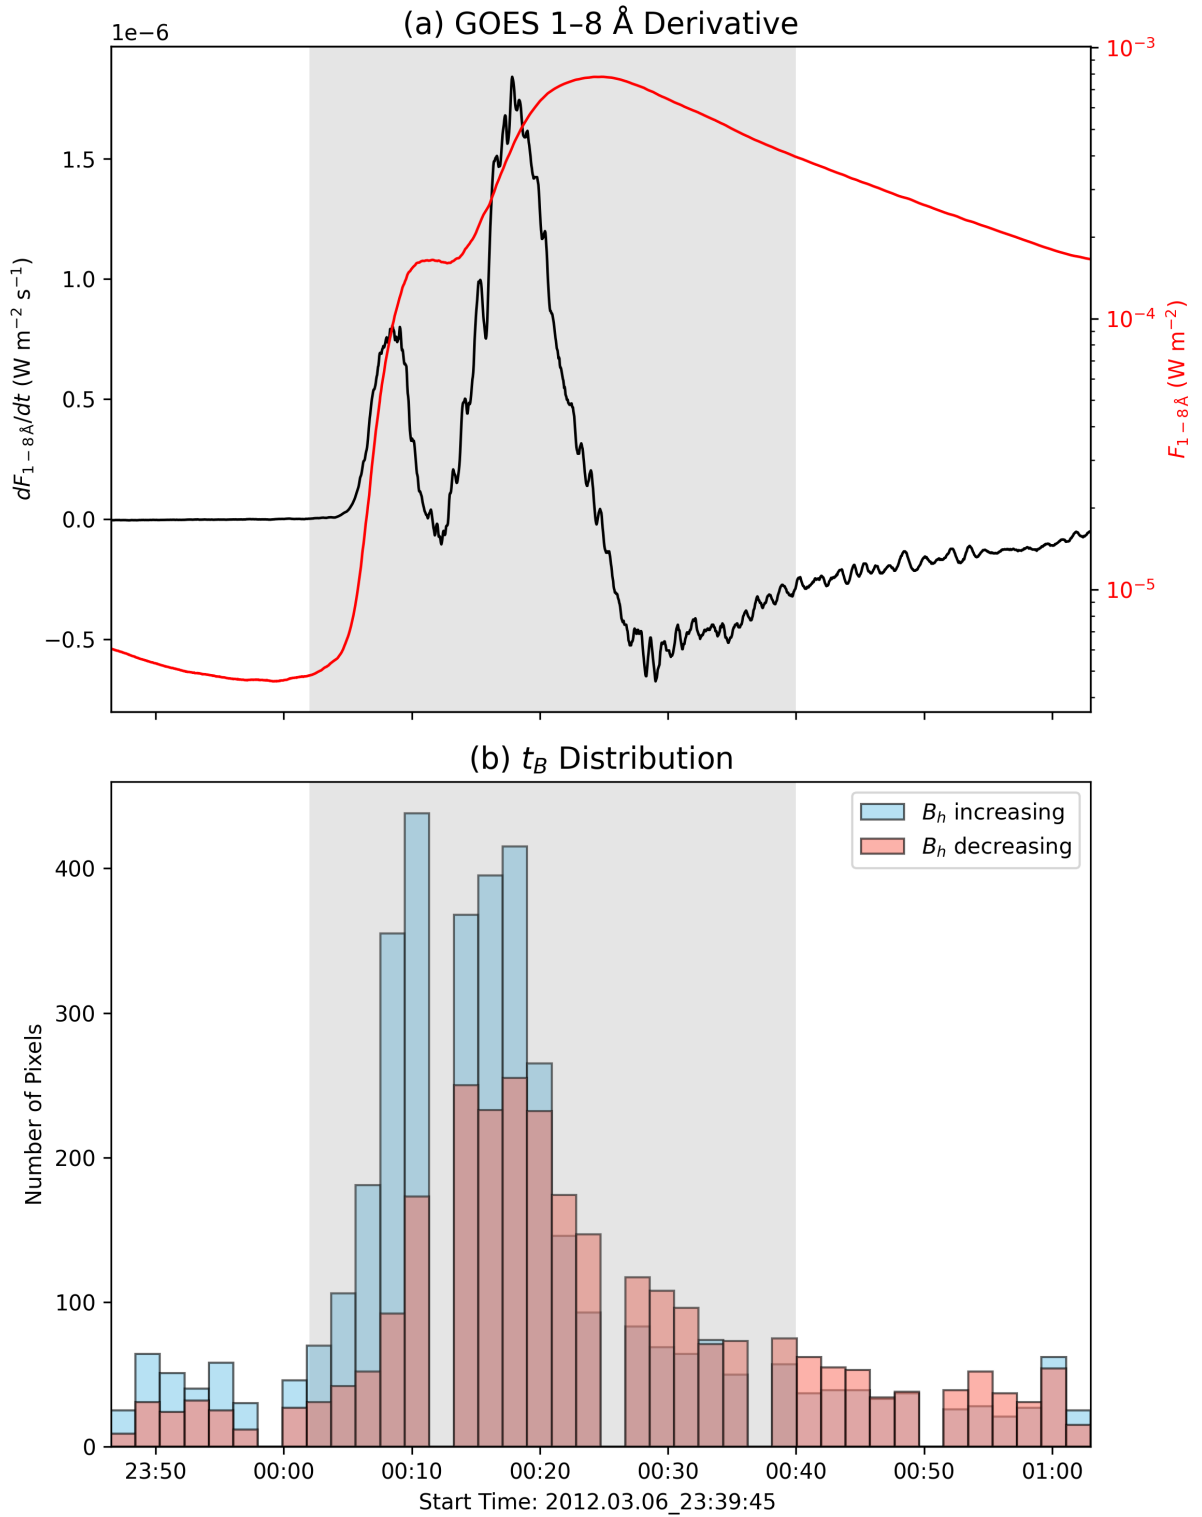 (a) GOES 1–8 Å Derivative
1e−6
10⁻³
1.5
1.0
10⁻⁴
0.5
0.0
10⁻⁵
−0.5
dF₁₋₈Å/dt (W m⁻² s⁻¹)
F₁₋₈Å (W m⁻²)
(b) t_B Distribution
B_h increasing
B_h decreasing
400
300
200
100
0
Number of Pixels
23:50 00:00 00:10 00:20 00:30 00:40 00:50 01:00
Start Time: 2012.03.06_23:39:45